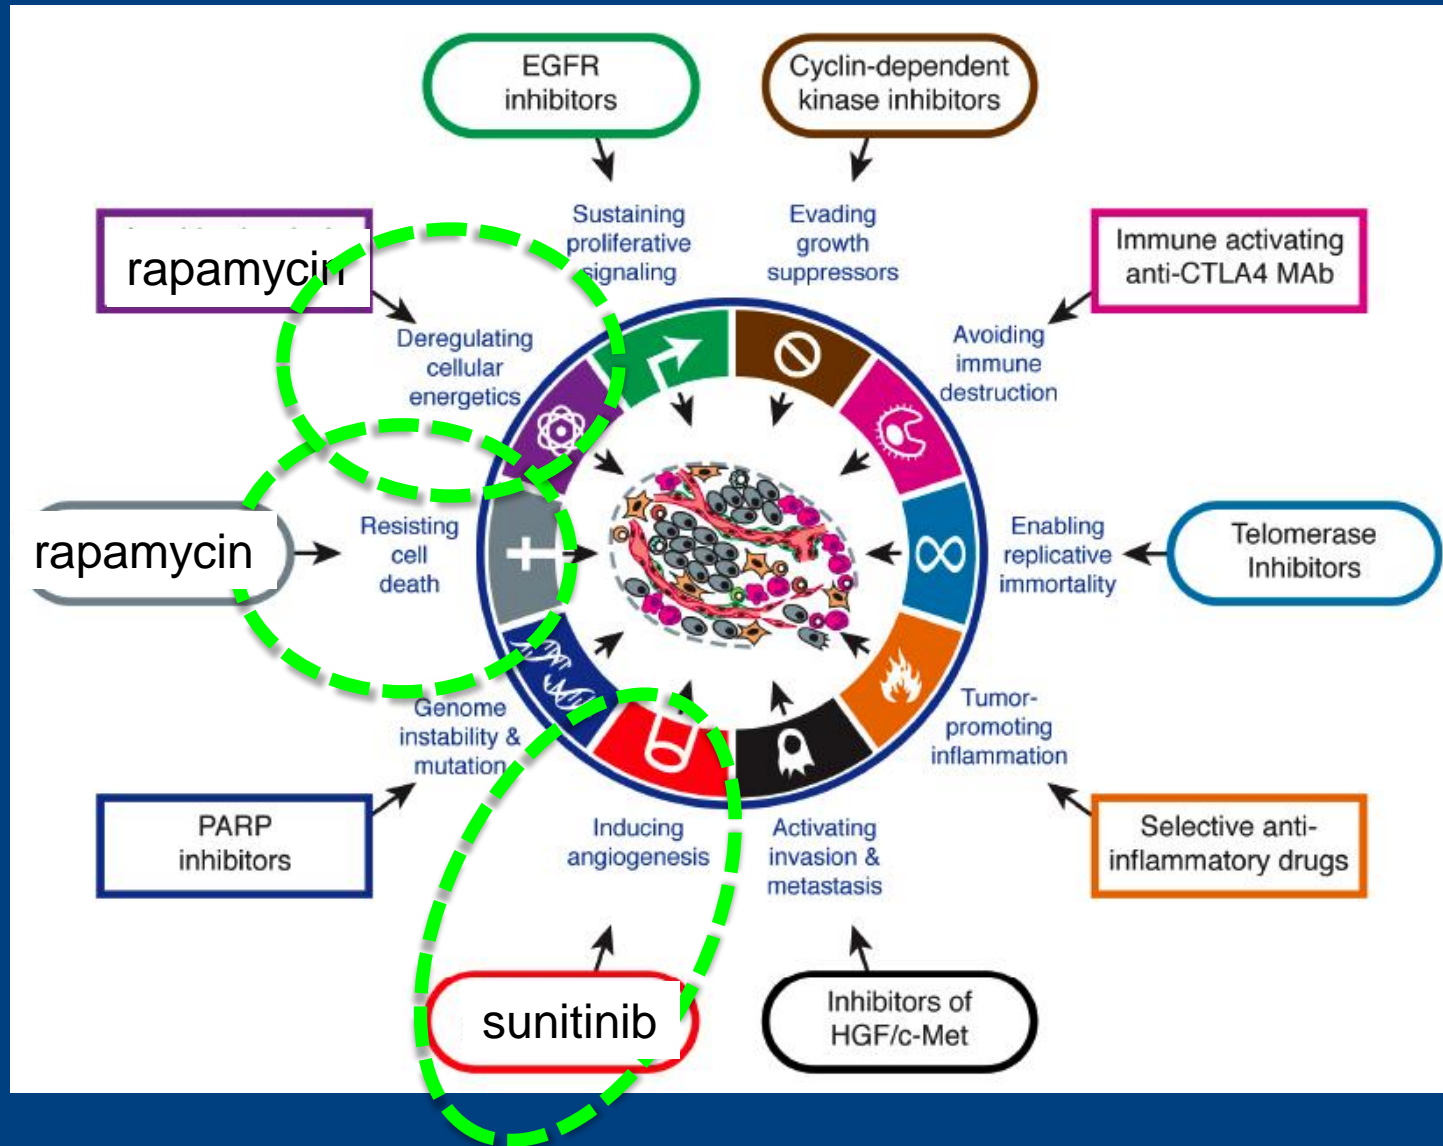 EGFR
inhibitors
Cyclin-dependent
kinase inhibitors
Sustaining
proliferative
signaling
Evading
growth
suppressors
rapamycin
Immune activating
anti-CTLA4 MAb
Deregulating
cellular
energetics
Avoiding
immune
destruction
rapamycin
Resisting
cell
death
Enabling
replicative
immortality
Telomerase
Inhibitors
Genome
instability &
mutation
Tumor-
promoting
inflammation
PARP
inhibitors
Inducing
angiogenesis
Activating
invasion &
metastasis
Selective anti-
inflammatory drugs
sunitinib
Inhibitors of
HGF/c-Met